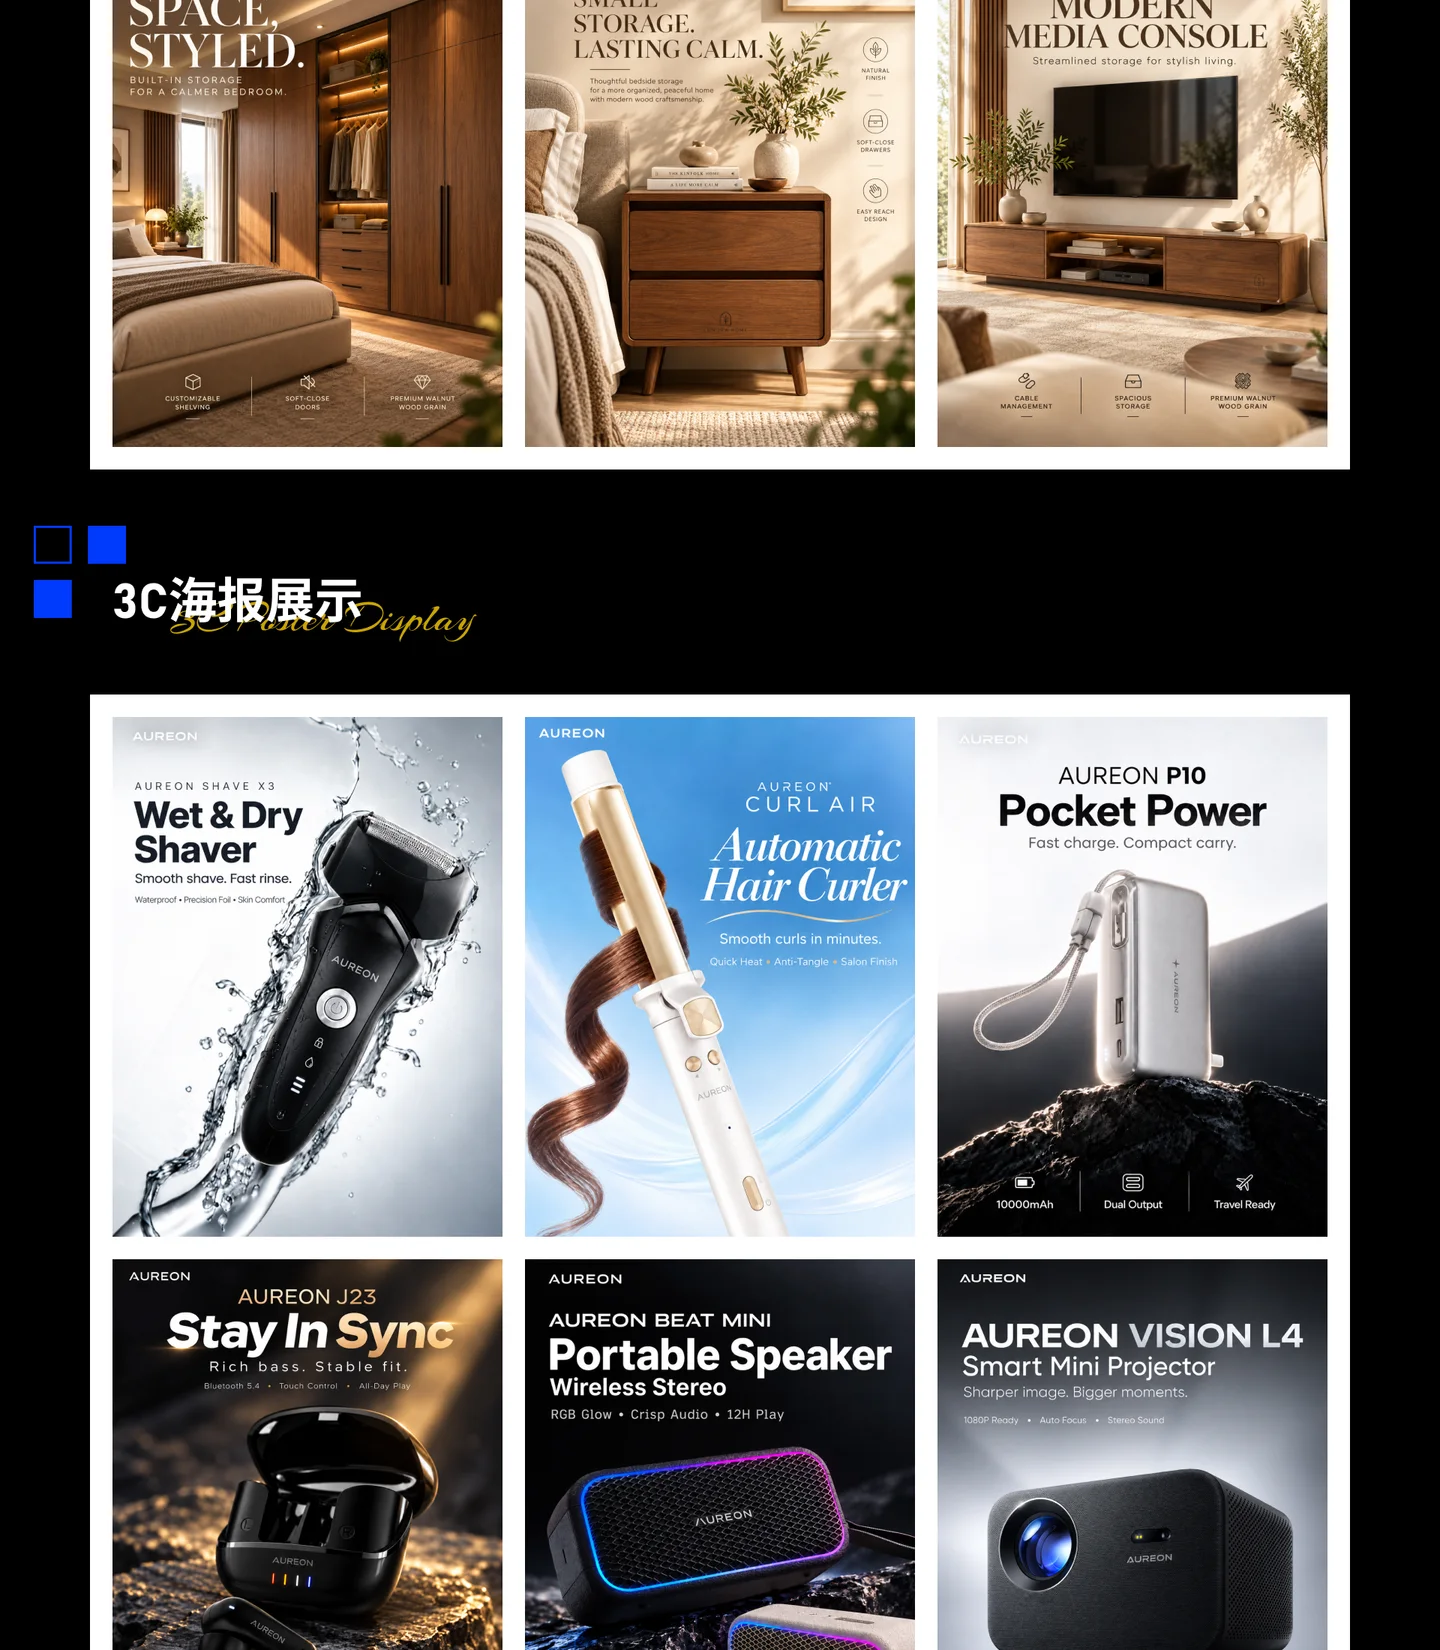 SPACE,
STYLED.
BUILT-IN STORAGE
FOR A CALMER BEDROOM.
CUSTOMIZABLE
SHELVING
SOFT-CLOSE
DOORS
PREMIUM WALNUT
WOOD GRAIN
SMALL
STORAGE.
LASTING CALM.
Thoughtful bedside storage
for a more organized, peaceful home
with modern wood craftsmenship.
NATURAL
FINISH
SOFT-CLOSE
DRAWERS
EASY REACH
DESIGN
A LIFE MORE CALM
MODERN
MEDIA CONSOLE
Streamlined storage for stylish living.
CABLE
MANAGEMENT
SPACIOUS
STORAGE
PREMIUM WALNUT
WOOD GRAIN
3C海报展示
3C Poster Display
AUREON
AUREON SHAVE X3
Wet & Dry
Shaver
Smooth shave. Fast rinse.
Waterproof • Precision Foil • Skin Comfort
AUREON
AUREON
AUREON
CURL AIR
Automatic
Hair Curler
Smooth curls in minutes.
Quick Heat • Anti-Tangle • Salon Finish
AUREON
AUREON
AUREON P10
Pocket Power
Fast charge. Compact carry.
AUREON
10000mAh
Dual Output
Travel Ready
AUREON
AUREON J23
Stay In Sync
Rich bass. Stable fit.
Bluetooth 5.4 • Touch Control • All-Day Play
L
R
AUREON
AUREON
AUREON
AUREON BEAT MINI
Portable Speaker
Wireless Stereo
RGB Glow • Crisp Audio • 12H Play
AUREON
AUREON
AUREON VISION L4
Smart Mini Projector
Sharper image. Bigger moments.
1080P Ready • Auto Focus • Stereo Sound
AUREON